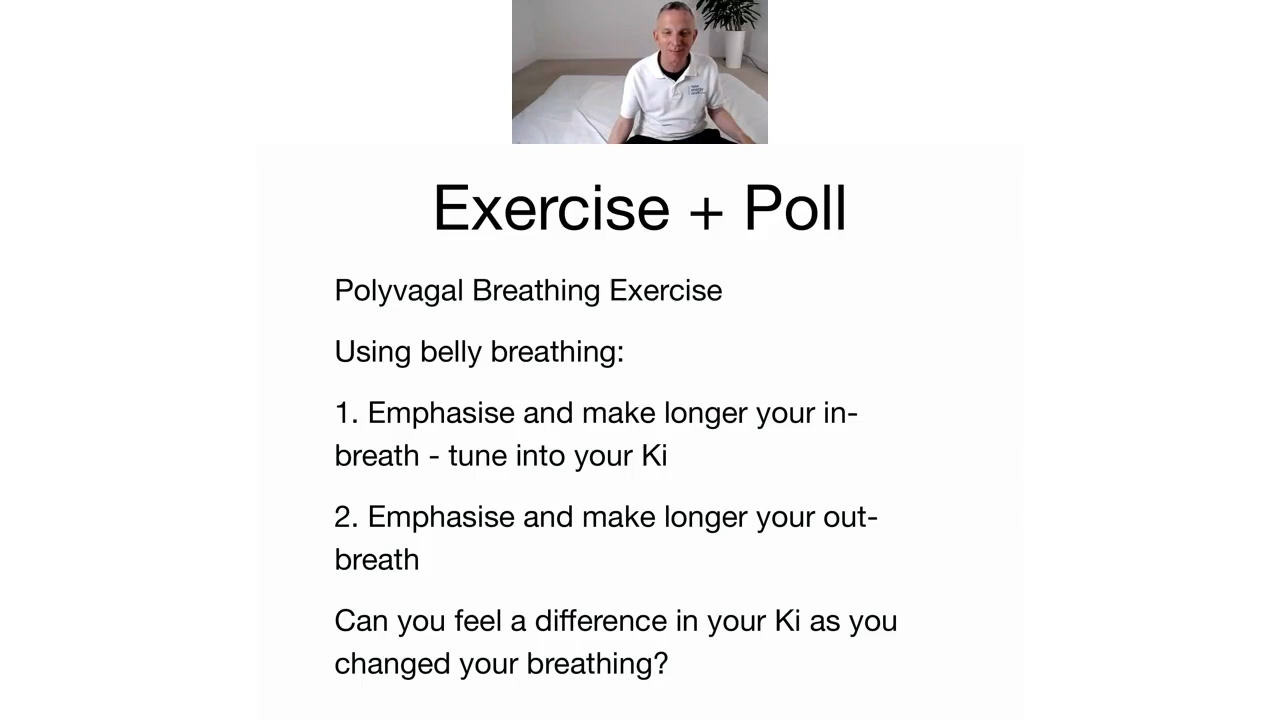 Exercise + Poll
Polyvagal Breathing Exercise
Using belly breathing:
1. Emphasise and make longer your in-
breath - tune into your Ki
2. Emphasise and make longer your out-
breath
Can you feel a difference in your Ki as you
changed your breathing?